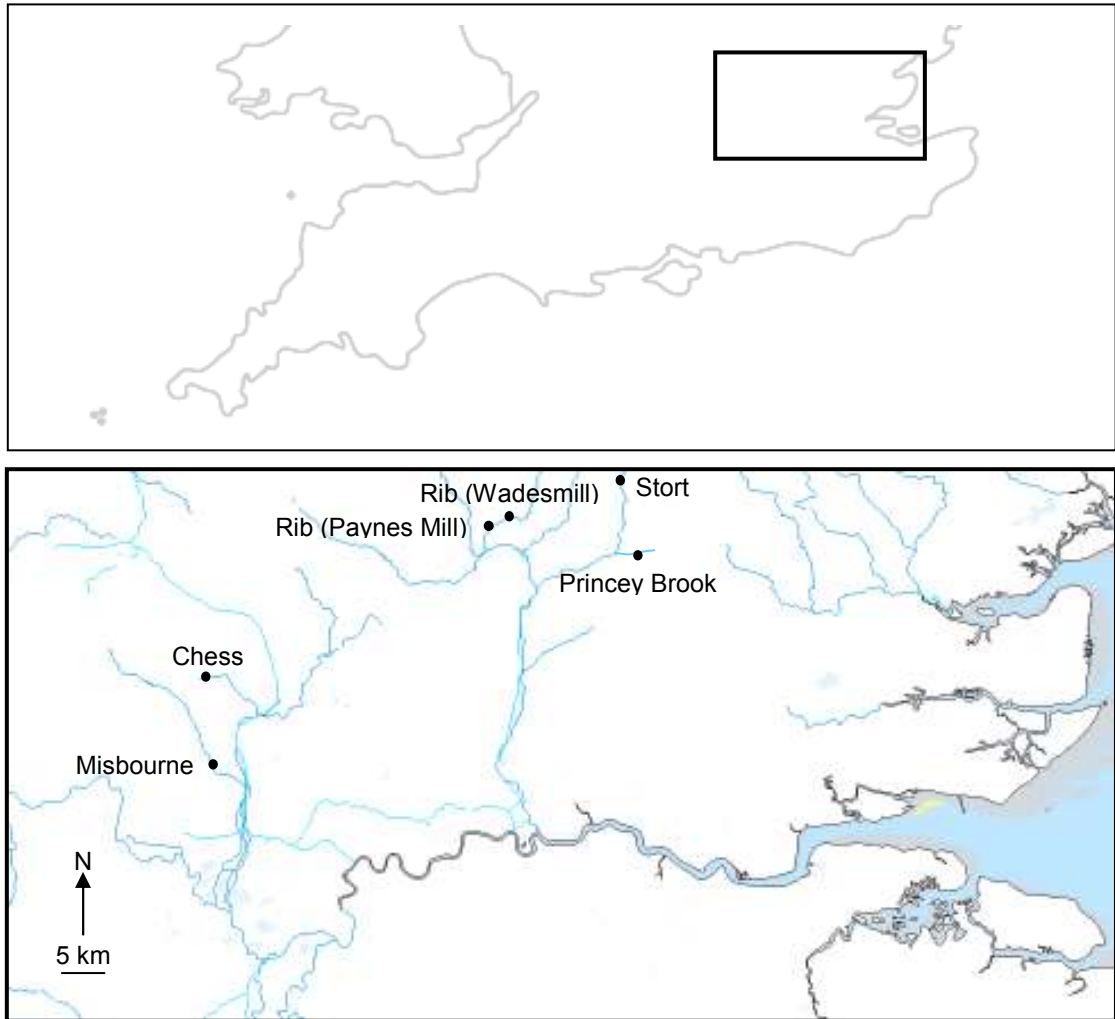 Rib (Wadesmill)
Stort
Rib (Paynes Mill)
Princey Brook
Chess
Misbourne
N
5 km